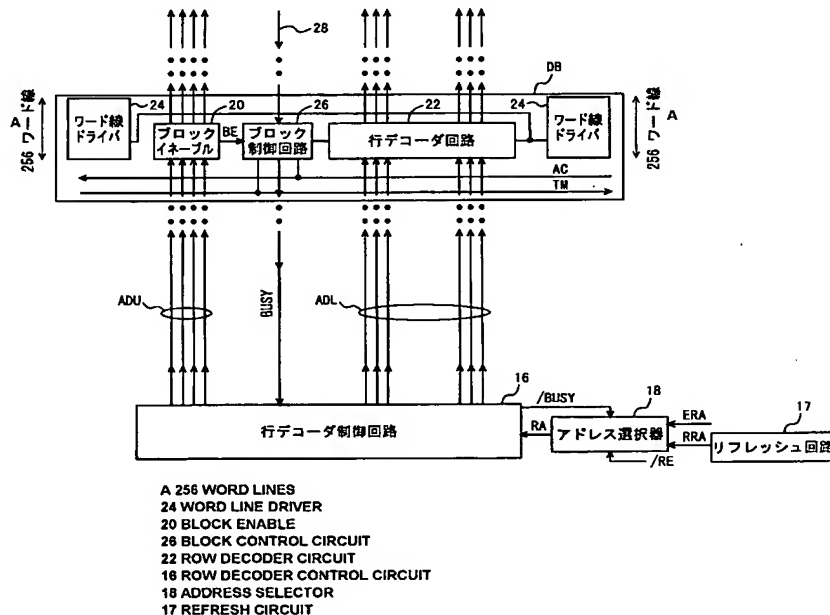 28
DB
24
20
26
22
24
A
256 ワード線
ワード線
ドライバ
ブロック
イネーブル
BE
ブロック
制御回路
行デコーダ回路
ワード線
ドライバ
256 ワード線
A
AC
TM
ADU
BUSY
ADL
16
/BUSY
18
ERA
17
行デコーダ制御回路
RA
アドレス選択器
RRA
リフレッシュ回路
/RE
A 256 WORD LINES
24 WORD LINE DRIVER
20 BLOCK ENABLE
26 BLOCK CONTROL CIRCUIT
22 ROW DECODER CIRCUIT
16 ROW DECODER CONTROL CIRCUIT
18 ADDRESS SELECTOR
17 REFRESH CIRCUIT